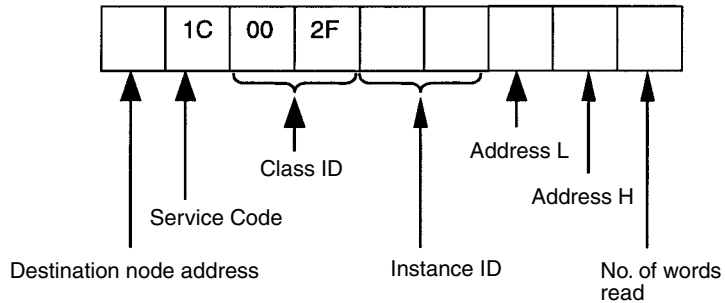 1C 00 2F
Class ID
Address L
Address H
Service Code
Destination node address
Instance ID
No. of words
read